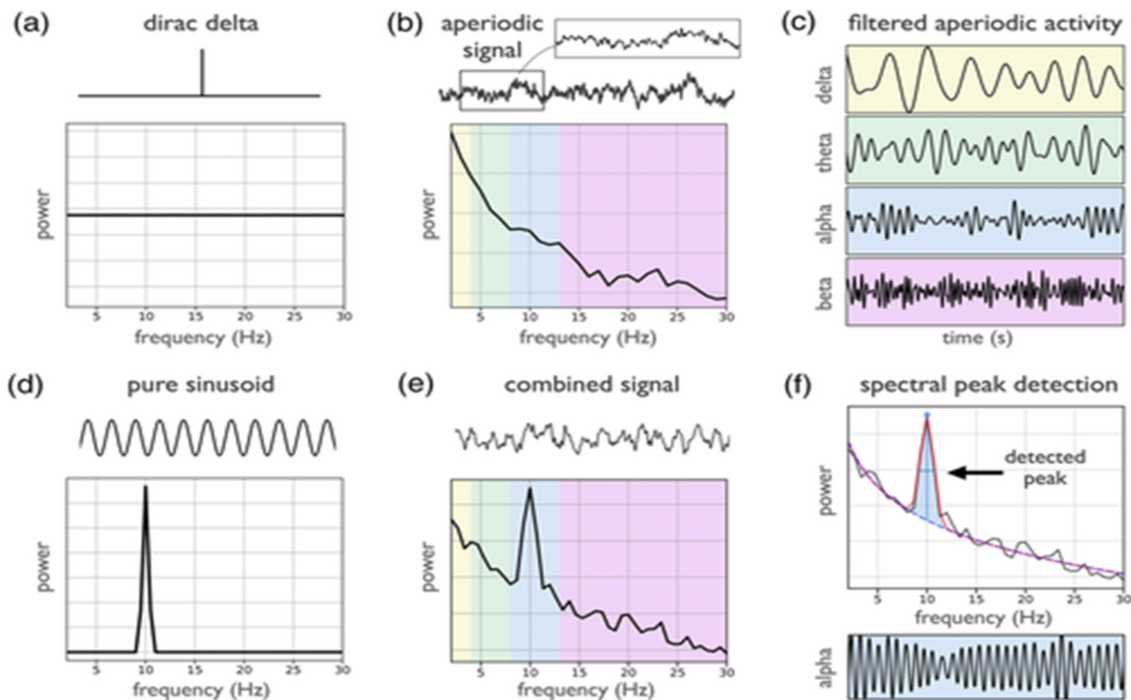 (a) dirac delta
power
5 10 15 20 25 30
frequency (Hz)
(b) aperiodic
signal
power
5 10 15 20 25 30
frequency (Hz)
(c) filtered aperiodic activity
delta
theta
alpha
beta
time (s)
(d) pure sinusoid
power
5 10 15 20 25 30
frequency (Hz)
(e) combined signal
power
5 10 15 20 25 30
frequency (Hz)
(f) spectral peak detection
detected
peak
power
5 10 15 20 25 30
frequency (Hz)
alpha